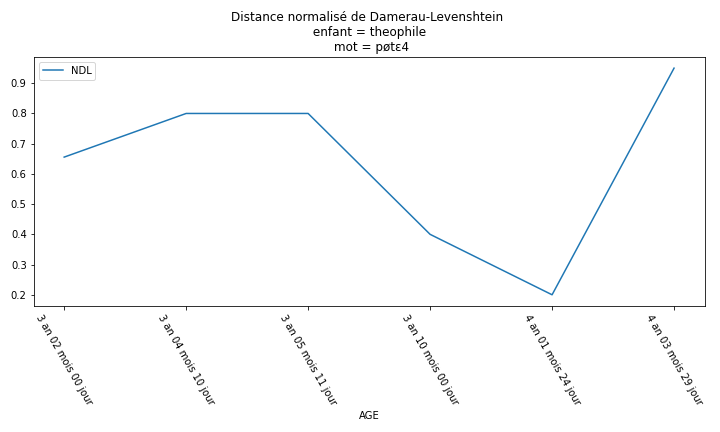 Distance normalisé de Damerau-Levenshtein
enfant = theophile
mot = pøtɛ4
NDL
0.9
0.8
0.7
0.6
0.5
0.4
0.3
0.2
3 an 02 mois 00 jour
3 an 04 mois 10 jour
3 an 05 mois 11 jour
3 an 10 mois 00 jour
4 an 01 mois 24 jour
4 an 03 mois 29 jour
AGE